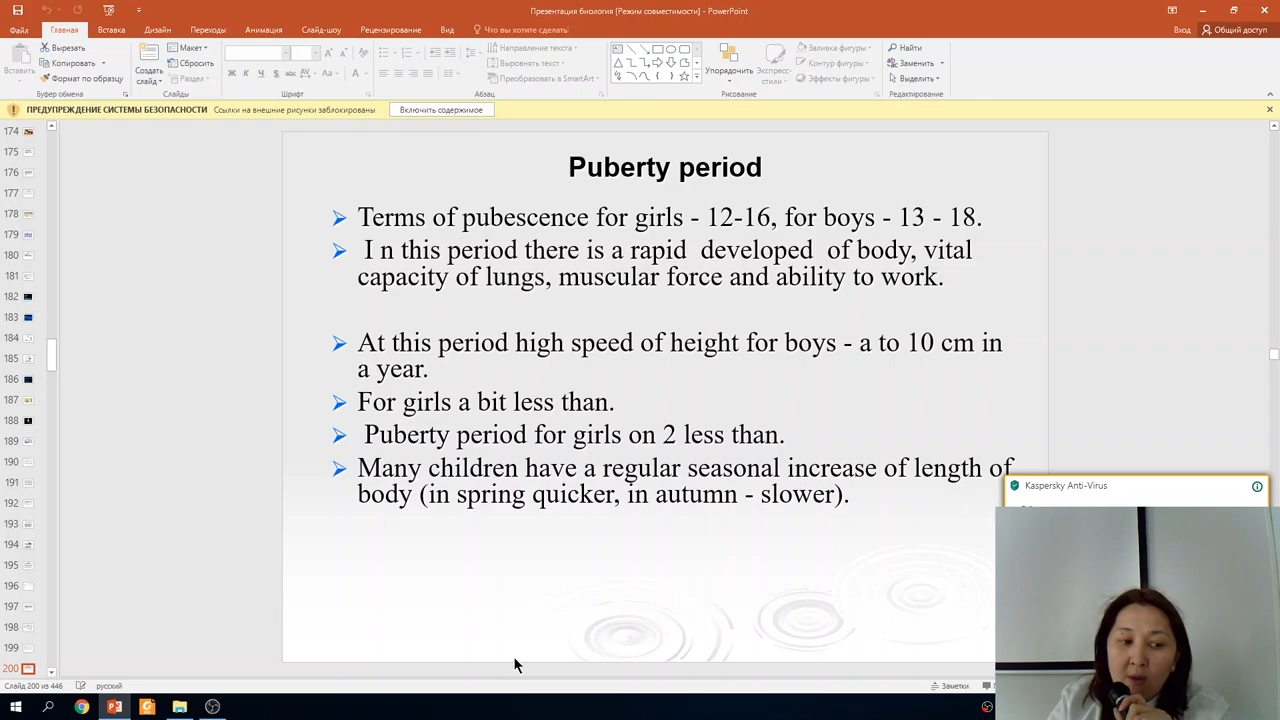 Презентация биология [Режим совместимости] - PowerPoint
Файл Главная Вставка Дизайн Переходы Анимация Слайд-шоу Рецензирование Вид Что вы хотите сделать? Вход Общий доступ
Вставить
Вырезать
Копировать
Формат по образцу
Буфер обмена
Создать слайд
Макет
Сбросить
Раздел
Слайды
Ж К Ч S abc AV Aa А
Шрифт
Направление текста
Выровнять текст
Преобразовать в SmartArt
Абзац
Упорядочить
Экспресс-стили
Заливка фигуры
Контур фигуры
Эффекты фигуры
Рисование
Найти
Заменить
Выделить
Редактирование
ПРЕДУПРЕЖДЕНИЕ СИСТЕМЫ БЕЗОПАСНОСТИ Ссылки на внешние рисунки заблокированы Включить содержимое
174
175
176
177
178
179
180
181
182
183
184
185
186
187
188
189
190
191
192
193
194
195
196
197
198
199
200
Puberty period
Terms of pubescence for girls - 12-16, for boys - 13 - 18.
I n this period there is a rapid developed of body, vital
capacity of lungs, muscular force and ability to work.
At this period high speed of height for boys - a to 10 cm in
a year.
For girls a bit less than.
Puberty period for girls on 2 less than.
Many children have a regular seasonal increase of length of
body (in spring quicker, in autumn - slower).
Kaspersky Anti-Virus
Слайд 200 из 446 русский Заметки